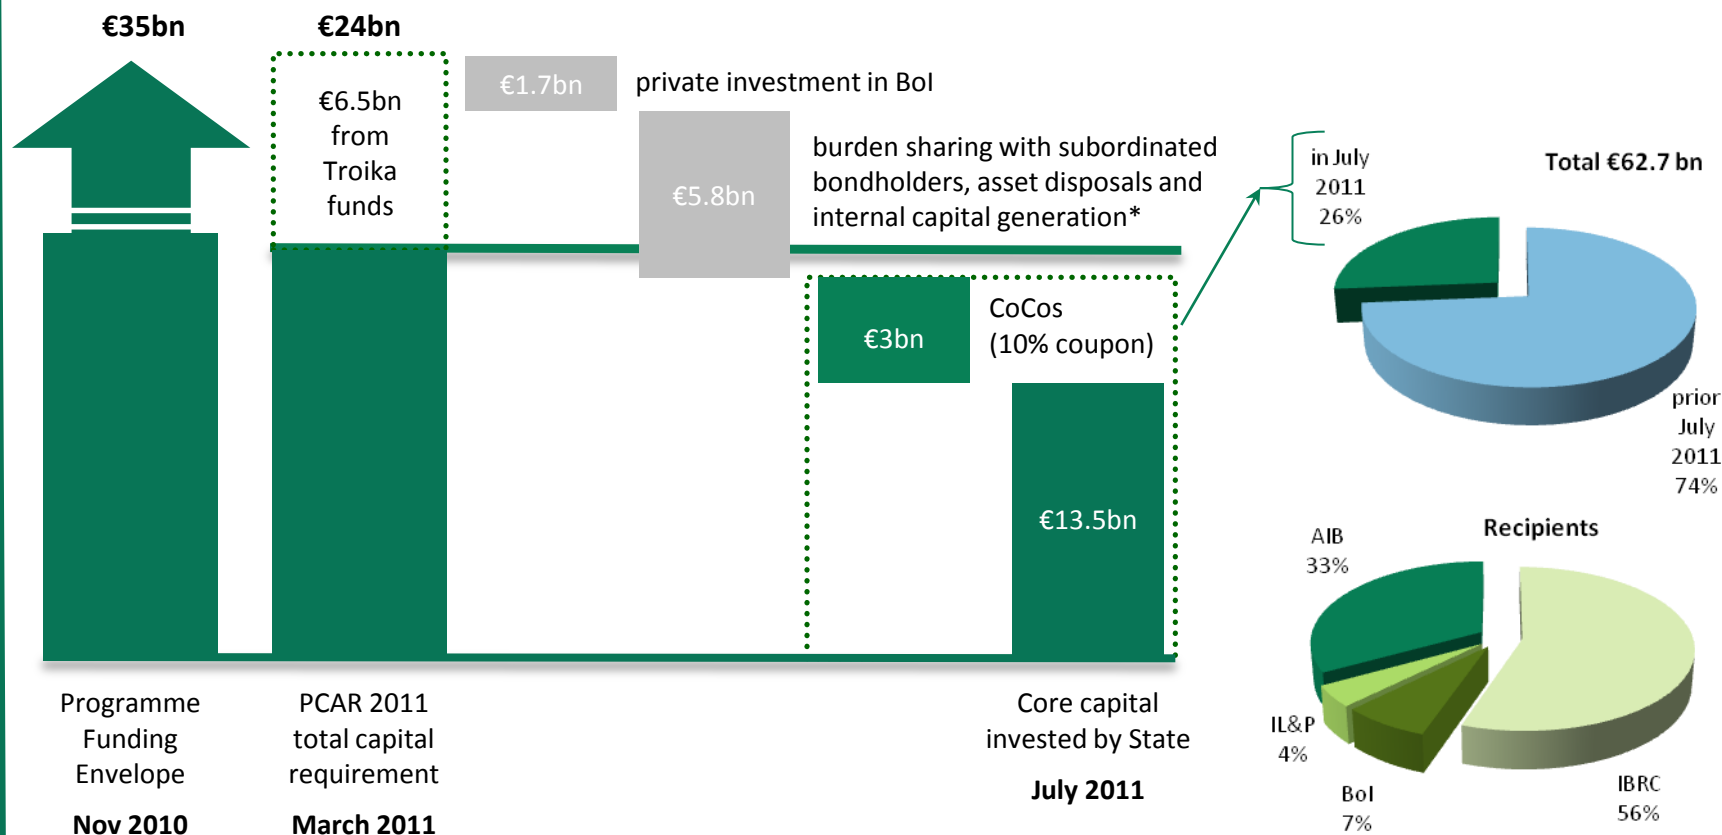 €35bn
€24bn
€6.5bn
from
Troika
funds
€1.7bn
private investment in BoI
€5.8bn
burden sharing with subordinated
bondholders, asset disposals and
internal capital generation*
€3bn
CoCos
(10% coupon)
€13.5bn
Programme
Funding
Envelope
Nov 2010
PCAR 2011
total capital
requirement
March 2011
Core capital
invested by State
July 2011
in July
2011
26%
Total €62.7 bn
prior
July
2011
74%
Recipients
AIB
33%
IL&P
4%
BoI
7%
IBRC
56%